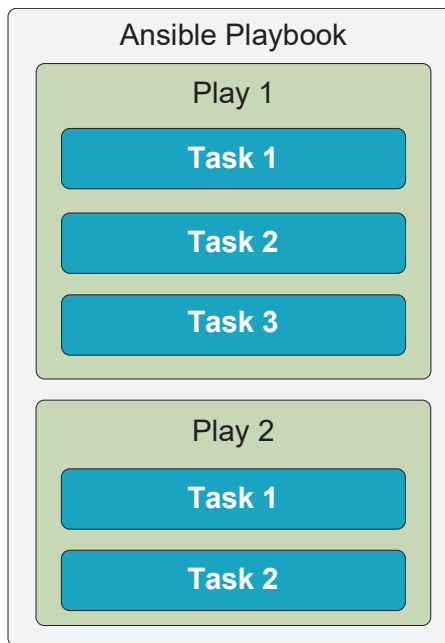 Ansible Playbook
Play 1
Task 1
Task 2
Task 3
Play 2
Task 1
Task 2